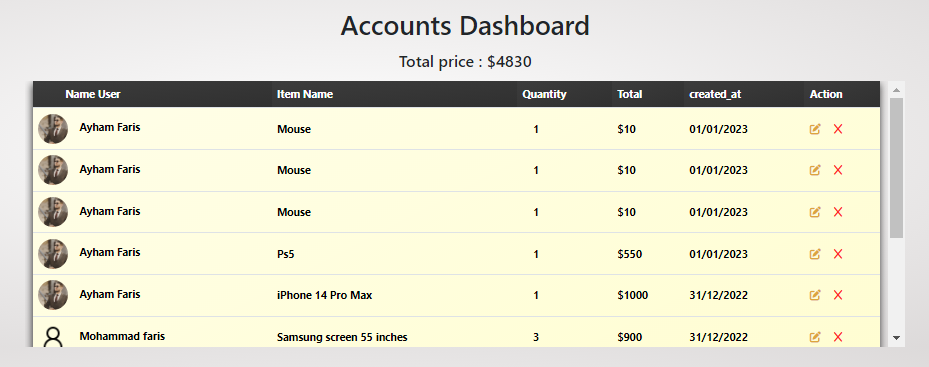 Accounts Dashboard
Total price : $4830
Name User Item Name Quantity Total created_at Action
Ayham Faris Mouse 1 $10 01/01/2023
Ayham Faris Mouse 1 $10 01/01/2023
Ayham Faris Mouse 1 $10 01/01/2023
Ayham Faris Ps5 1 $550 01/01/2023
Ayham Faris iPhone 14 Pro Max 1 $1000 31/12/2022
Mohammad faris Samsung screen 55 inches 3 $900 31/12/2022